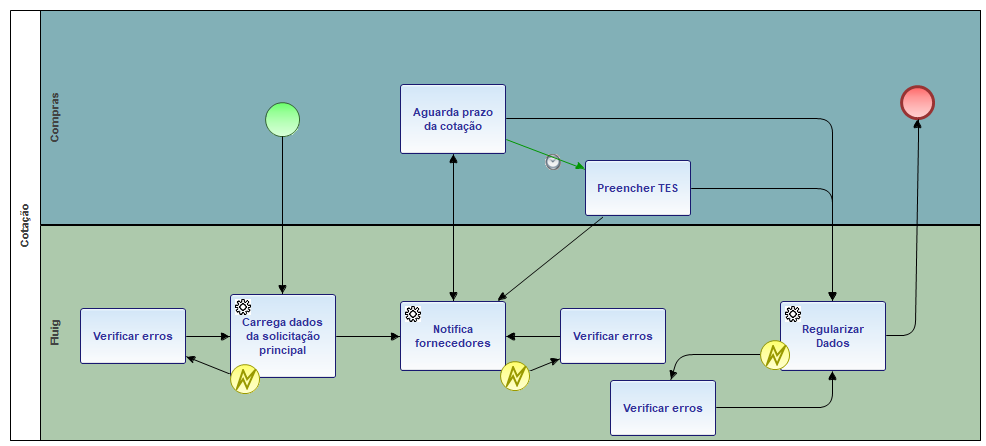 Cotação
Compras
Aguarda prazo
da cotação
Preencher TES
Fluig
Verificar erros
Carrega dados
da solicitação
principal
Notifica
fornecedores
Verificar erros
Regularizar
Dados
Verificar erros